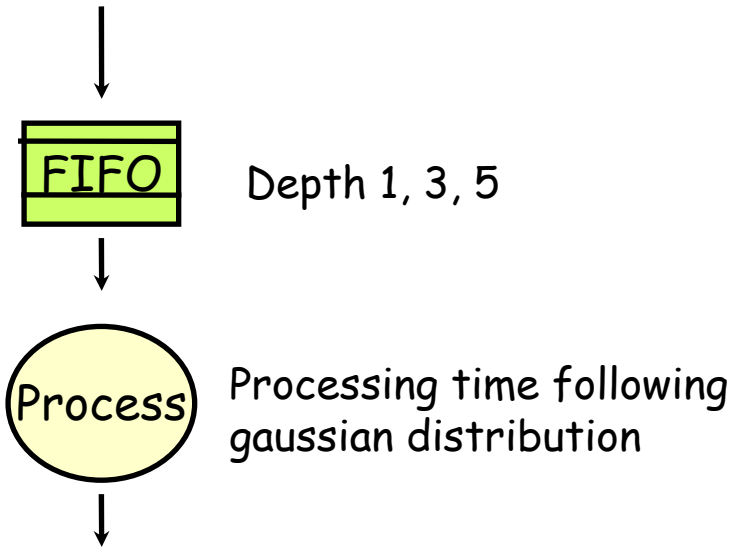 FIFO
Depth 1, 3, 5
Process
Processing time following
gaussian distribution